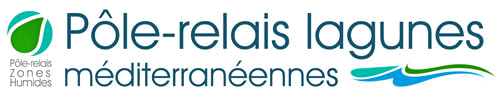 Pôle-relais lagunes
méditerranéennes
Pôle-relais
Zones
Humides